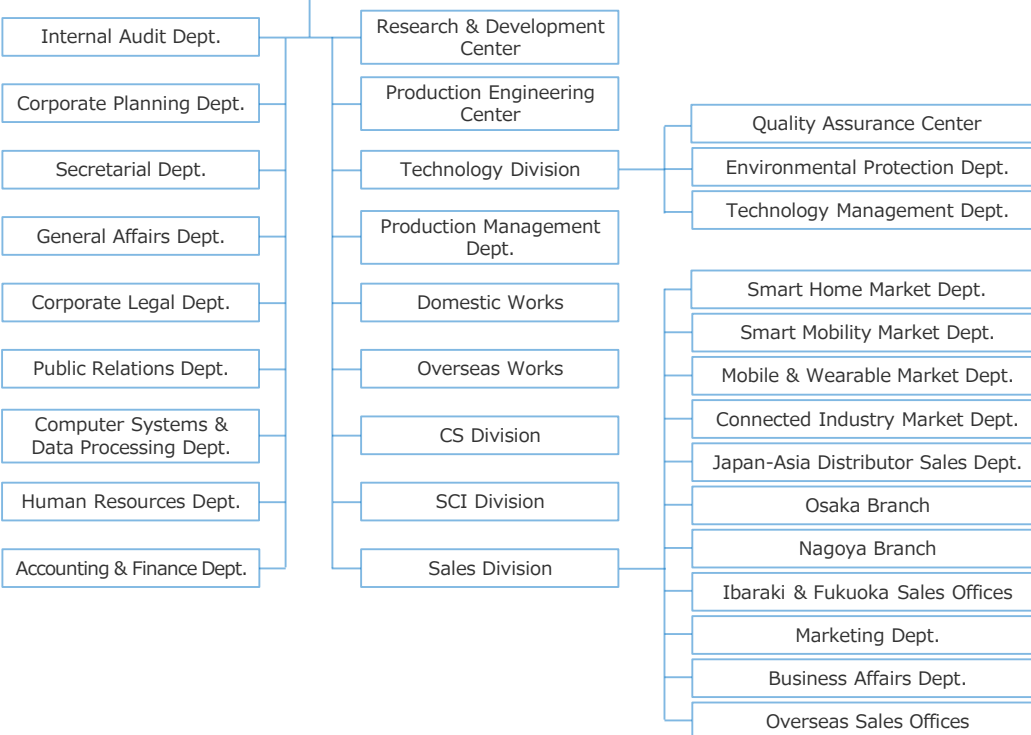 Internal Audit Dept.
Corporate Planning Dept.
Secretarial Dept.
General Affairs Dept.
Corporate Legal Dept.
Public Relations Dept.
Computer Systems &
Data Processing Dept.
Human Resources Dept.
Accounting & Finance Dept.
Research & Development
Center
Production Engineering
Center
Technology Division
Production Management
Dept.
Domestic Works
Overseas Works
CS Division
SCI Division
Sales Division
Quality Assurance Center
Environmental Protection Dept.
Technology Management Dept.
Smart Home Market Dept.
Smart Mobility Market Dept.
Mobile & Wearable Market Dept.
Connected Industry Market Dept.
Japan-Asia Distributor Sales Dept.
Osaka Branch
Nagoya Branch
Ibaraki & Fukuoka Sales Offices
Marketing Dept.
Business Affairs Dept.
Overseas Sales Offices